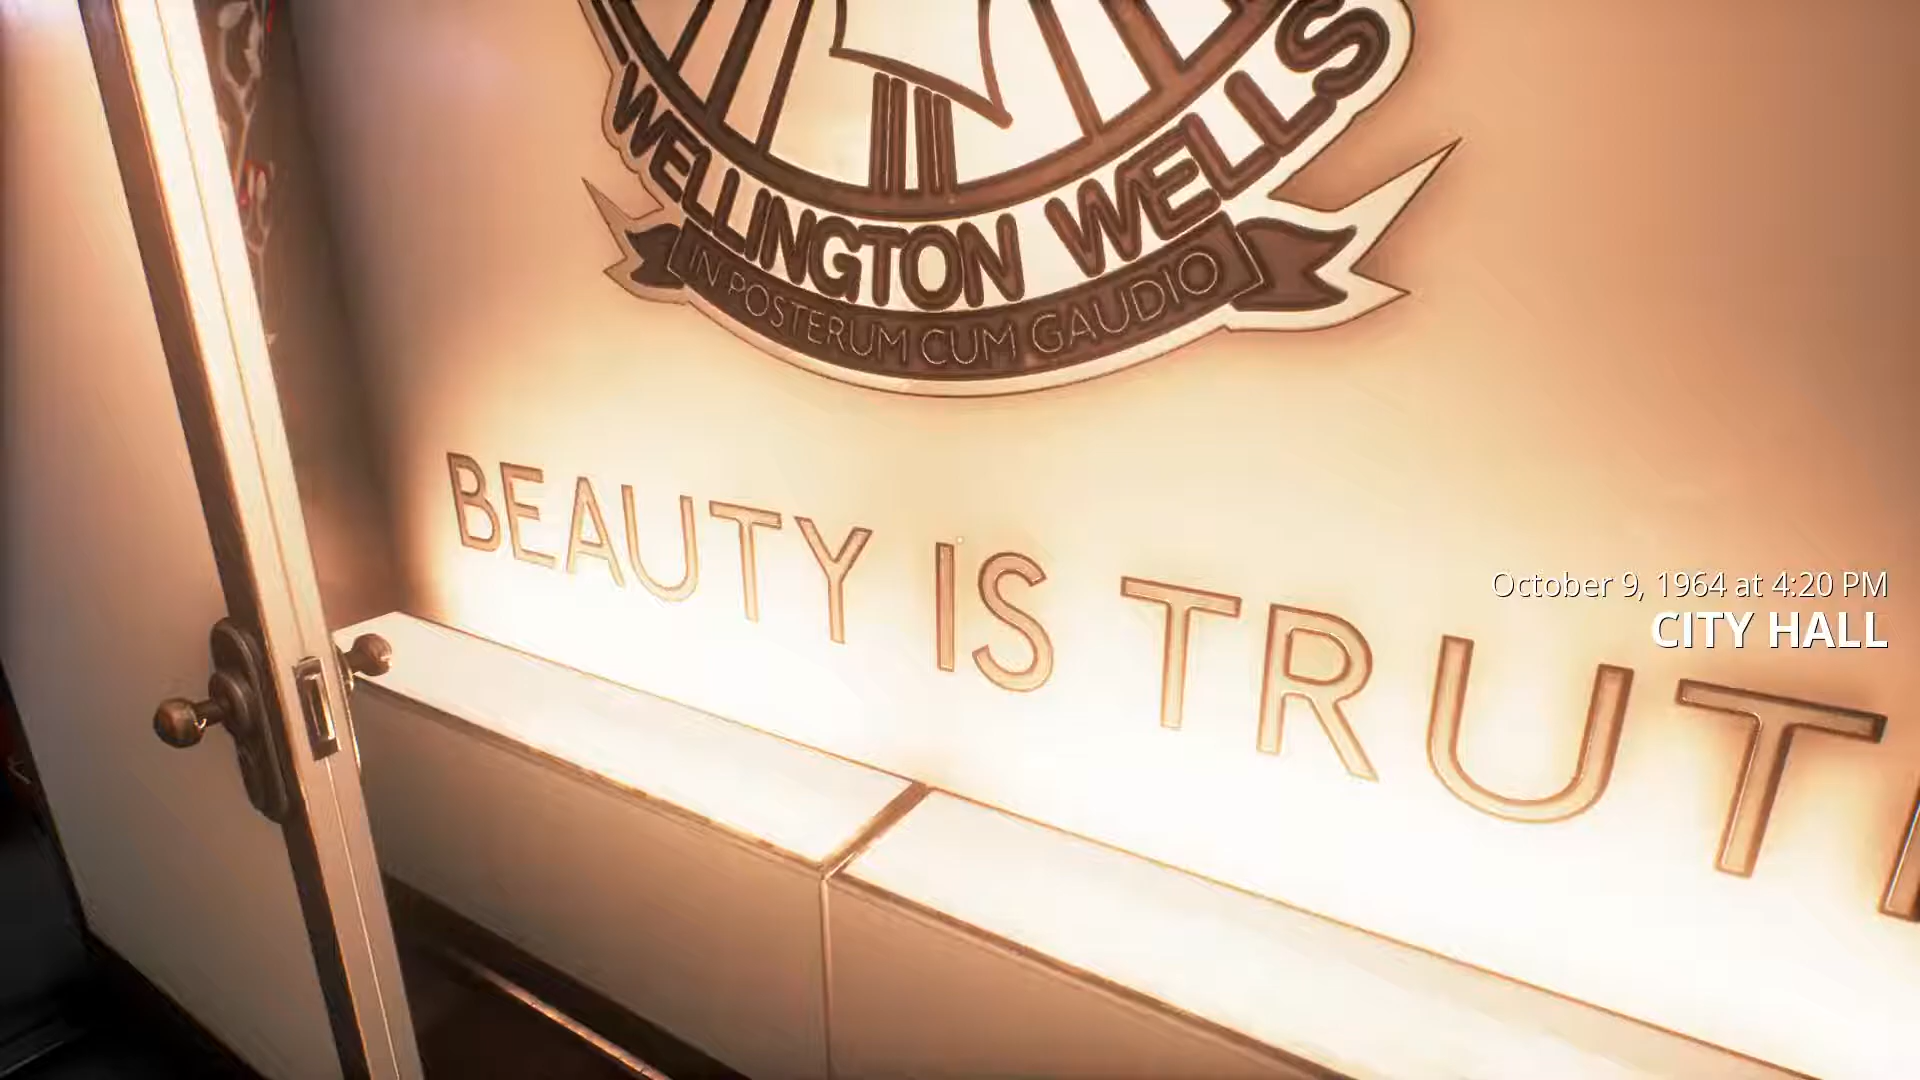 WELLINGTON WELLS
IN POSTERUM CUM GAUDIO
BEAUTY IS TRUT
October 9, 1964 at 4:20 PM
CITY HALL